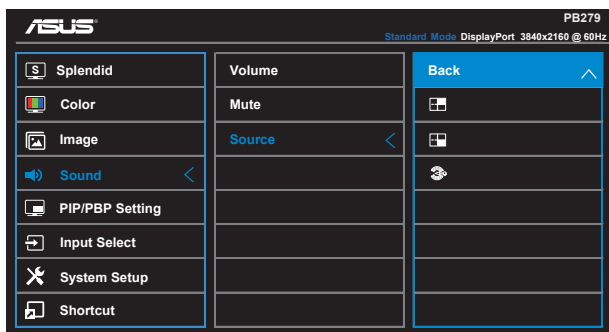 ASUS
PB279
Standard Mode DisplayPort 3840x2160 @ 60Hz
S Splendid
Volume
Back
Color
Mute
Image
Source
Sound
PIP/PBP Setting
Input Select
System Setup
Shortcut